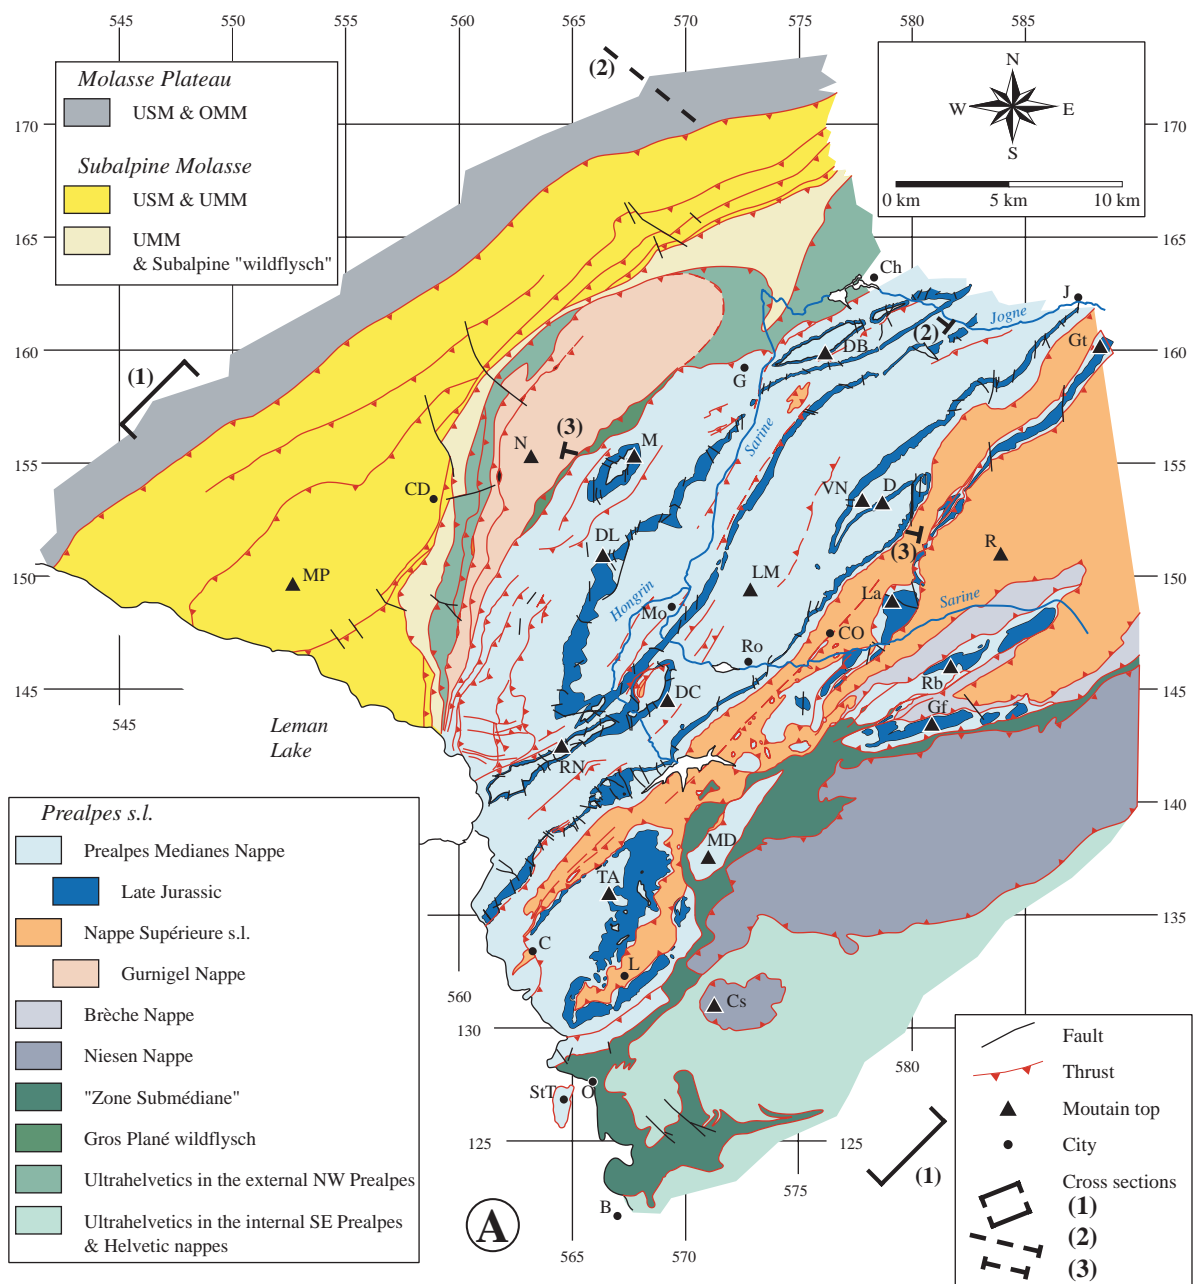 545
550
555
560
565
570
575
580
585
Molasse Plateau
USM & OMM
Subalpine Molasse
USM & UMM
UMM
& Subalpine "wildflysch"
N
W
E
S
0 km
5 km
10 km
170
170
165
165
160
160
155
155
150
150
145
145
140
135
130
125
125
545
560
565
570
575
580
(2)
(1)
(3)
(2)
(3)
(1)
Ch
J
Jogne
DB
Gt
G
Sarine
N
M
CD
VN
D
DL
R
MP
LM
La
Hongrin
Mo
Sarine
CO
Ro
Rb
DC
Gf
RN
Leman
Lake
MD
TA
C
L
Cs
StT
O
B
A
Prealpes s.l.
Prealpes Medianes Nappe
Late Jurassic
Nappe Supérieure s.l.
Gurnigel Nappe
Brèche Nappe
Niesen Nappe
"Zone Submédiane"
Gros Plané wildflysch
Ultrahelvetics in the external NW Prealpes
Ultrahelvetics in the internal SE Prealpes
& Helvetic nappes
Fault
Thrust
Moutain top
City
Cross sections
(1)
(2)
(3)